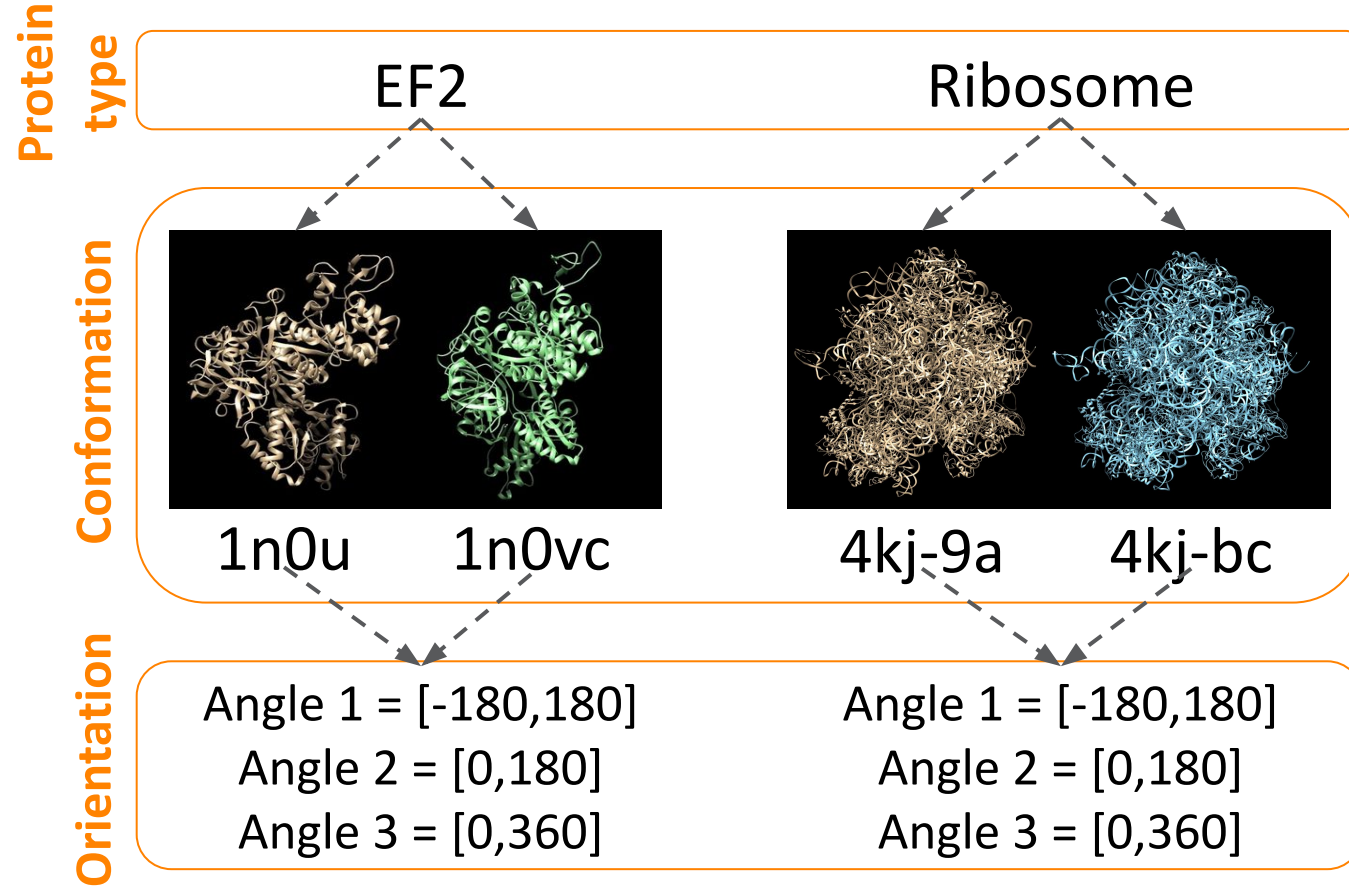 Protein
type
EF2
Ribosome
Conformation
1n0u
1n0vc
4kj-9a
4kj-bc
Orientation
Angle 1 = [-180,180]
Angle 2 = [0,180]
Angle 3 = [0,360]
Angle 1 = [-180,180]
Angle 2 = [0,180]
Angle 3 = [0,360]